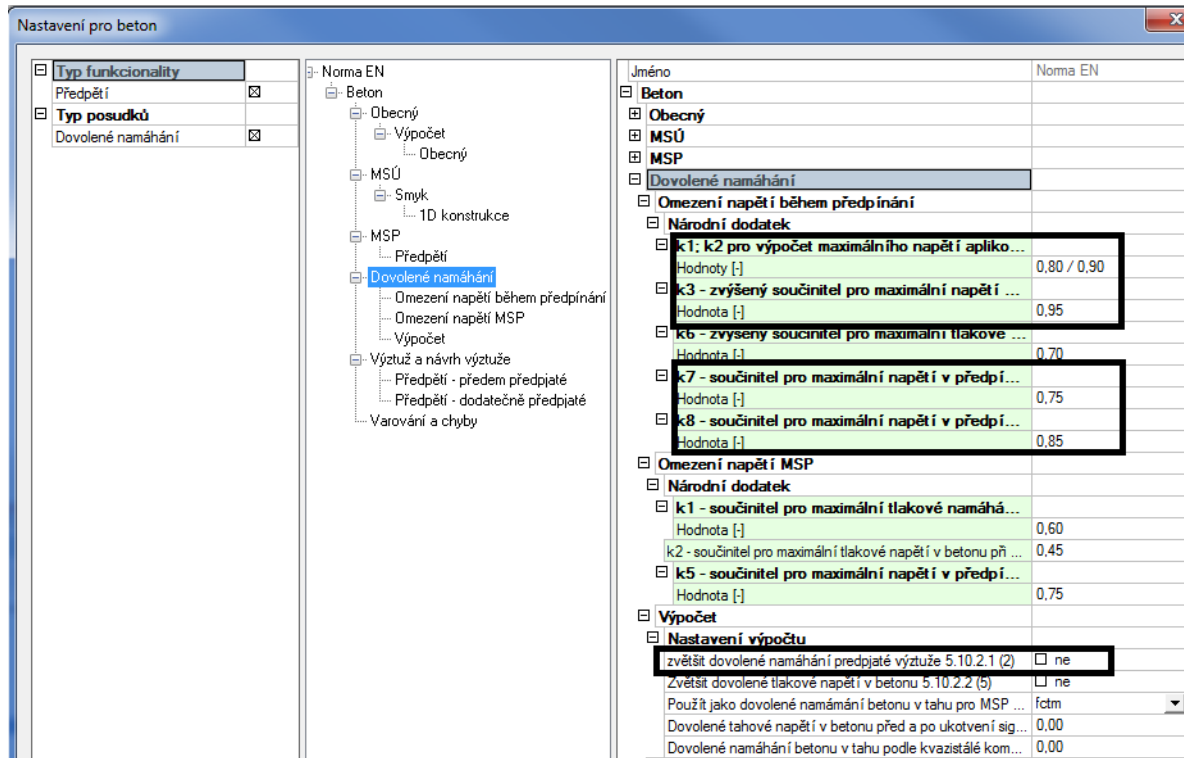 Nastavení pro beton
Typ funkcionality
Předpětí
Typ posudků
Dovolené namáhání
Norma EN
Beton
Obecný
Výpočet
Obecný
MSÚ
Smyk
1D konstrukce
MSP
Předpětí
Dovolené namáhání
Omezení napětí během předpínání
Omezení napětí MSP
Výpočet
Výztuž a návrh výztuže
Předpětí - předem předpjaté
Předpětí - dodatečně předpjaté
Varování a chyby
Jméno Norma EN
Beton
Obecný
MSÚ
MSP
Dovolené namáhání
Omezení napětí během předpínání
Národní dodatek
k1; k2 pro výpočet maximálního napětí apliko...
Hodnoty [-] 0,80 / 0,90
k3 - zvýšený součinitel pro maximální napětí ...
Hodnota [-] 0,95
k6 - zvýšený součinitel pro maximální tlakové ...
Hodnota [-] 0,70
k7 - součinitel pro maximální napětí v předpí...
Hodnota [-] 0,75
k8 - součinitel pro maximální napětí v předpí...
Hodnota [-] 0,85
Omezení napětí MSP
Národní dodatek
k1 - součinitel pro maximální tlakové namáhá...
Hodnota [-] 0,60
k2 - součinitel pro maximální tlakové napětí v betonu při ... 0,45
k5 - součinitel pro maximální napětí v předpí...
Hodnota [-] 0,75
Výpočet
Nastavení výpočtu
zvětšit dovolené namáhání predpjaté výztuže 5.10.2.1 (2) ne
Zvětšit dovolené tlakové napětí v betonu 5.10.2.2 (5) ne
Použít jako dovolené namámání betonu v tahu pro MSP ... fctm
Dovolené tahové napětí v betonu před a po ukotvení sig... 0,00
Dovolené namáhání betonu v tahu podle kvazistálé kom... 0,00